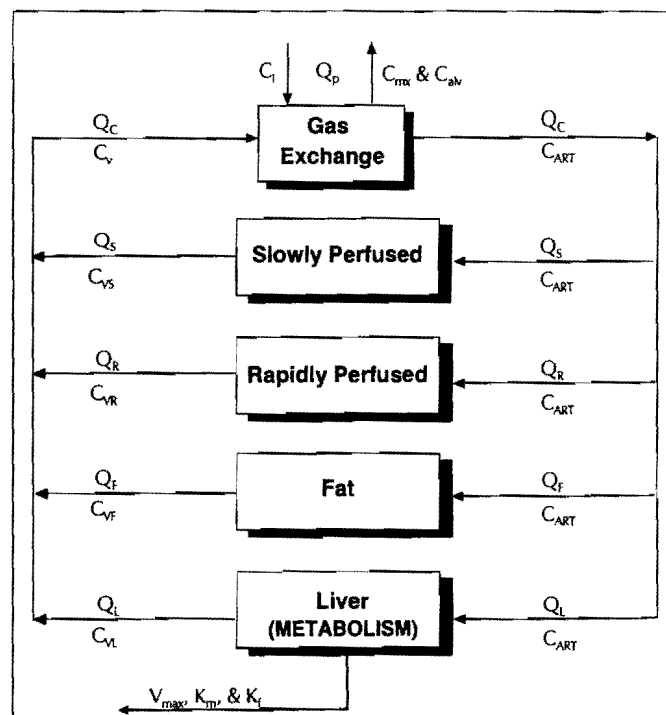 C_I Q_p C_mx & C_alv
Q_C Gas Q_C
C_v Exchange C_ART
Q_S Slowly Perfused Q_S
C_VS C_ART
Q_R Rapidly Perfused Q_R
C_VR C_ART
Q_F Fat Q_F
C_VF C_ART
Q_L Liver Q_L
C_VL (METABOLISM) C_ART
V_max, K_m, & K_f